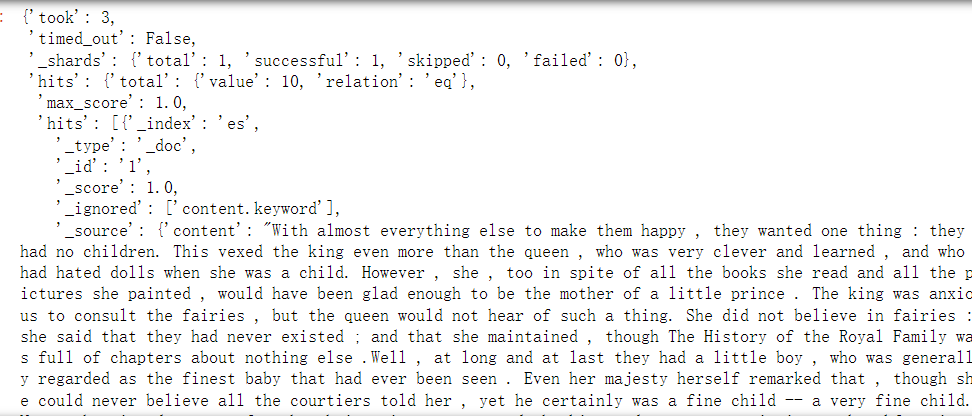 : {'took': 3,
'timed_out': False,
'_shards': {'total': 1, 'successful': 1, 'skipped': 0, 'failed': 0},
'hits': {'total': {'value': 10, 'relation': 'eq'},
'max_score': 1.0,
'hits': [{'_index': 'es',
'_type': '_doc',
'_id': '1',
'_score': 1.0,
'_ignored': ['content.keyword'],
'_source': {'content': "With almost everything else to make them happy , they wanted one thing : they
had no children. This vexed the king even more than the queen , who was very clever and learned , and who
had hated dolls when she was a child. However , she , too in spite of all the books she read and all the p
ictures she painted , would have been glad enough to be the mother of a little prince . The king was anxio
us to consult the fairies , but the queen would not hear of such a thing. She did not believe in fairies :
she said that they had never existed ; and that she maintained , though The History of the Royal Family wa
s full of chapters about nothing else .Well , at long and at last they had a little boy , who was generall
y regarded as the finest baby that had ever been seen . Even her majesty herself remarked that , though sh
e could never believe all the courtiers told her , yet he certainly was a fine child -- a very fine child.